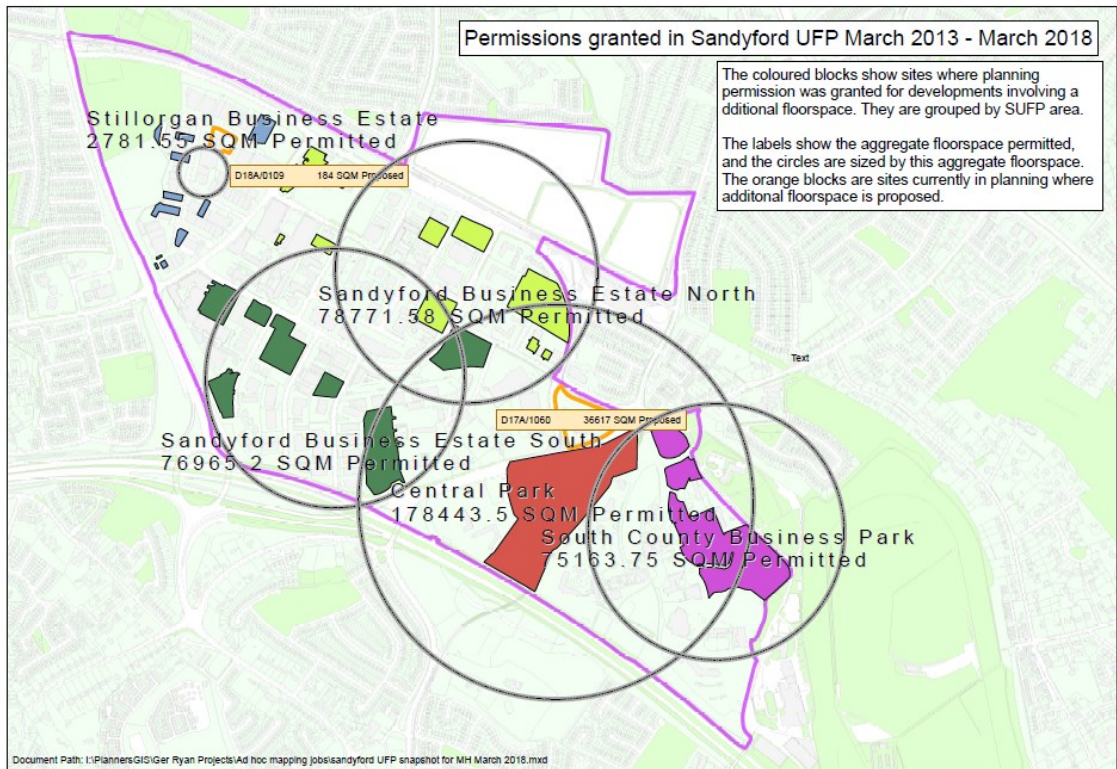 Permissions granted in Sandyford UFP March 2013 - March 2018
The coloured blocks show sites where planning
permission was granted for developments involving a
dditional floorspace. They are grouped by SUFP area.
The labels show the aggregate floorspace permitted,
and the circles are sized by this aggregate floorspace.
The orange blocks are sites currently in planning where
additonal floorspace is proposed.
Stillorgan Business Estate
2781.55 SQM Permitted
D18A/0109 184 SQM Proposed
Sandyford Business Estate North
78771.58 SQM Permitted
Text
D17A/1060 36617 SQM Proposed
Sandyford Business Estate South
76965.2 SQM Permitted
Central Park
178443.5 SQM Permitted
South County Business Park
75163.75 SQM Permitted
Document Path: I:\PlannersGIS\Ger Ryan Projects\Ad hoc mapping jobs\sandyford UFP snapshot for MH March 2018.mxd